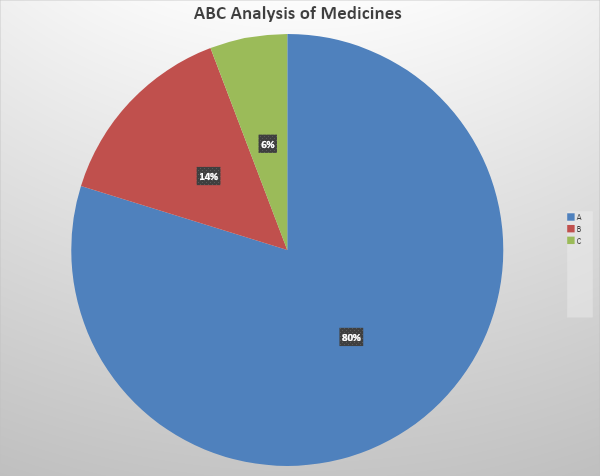 ABC Analysis of Medicines
6%
14%
A
B
C
80%